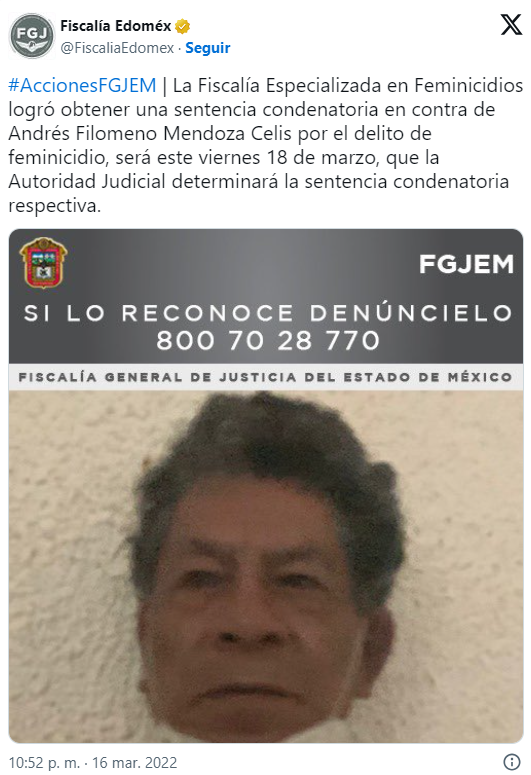 Fiscalía Edoméx
@FiscaliaEdomex · Seguir
#AccionesFGJEM | La Fiscalía Especializada en Feminicidios
logró obtener una sentencia condenatoria en contra de
Andrés Filomeno Mendoza Celis por el delito de
feminicidio, será este viernes 18 de marzo, que la
Autoridad Judicial determinará la sentencia condenatoria
respectiva.
FGJEM
SI LO RECONOCE DENÚNCIELO
800 70 28 770
FISCALÍA GENERAL DE JUSTICIA DEL ESTADO DE MÉXICO
10:52 p. m. · 16 mar. 2022